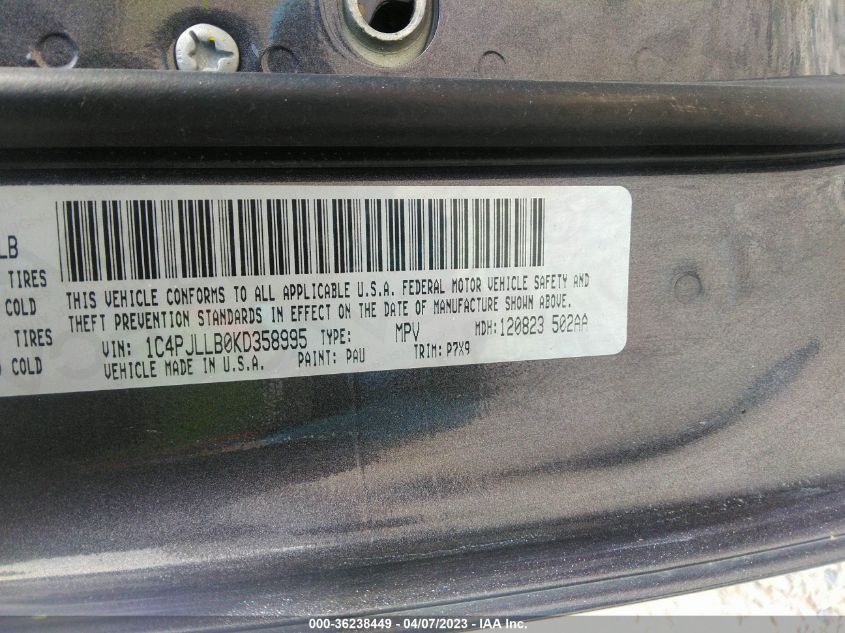 LB
TIRES
COLD
TIRES
COLD
THIS VEHICLE CONFORMS TO ALL APPLICABLE U.S.A. FEDERAL MOTOR VEHICLE SAFETY AND
THEFT PREVENTION STANDARDS IN EFFECT ON THE DATE OF MANUFACTURE SHOWN ABOVE.
VIN: 1C4PJLLB0KD358995 TYPE: MPV MDH:120823 502AA
VEHICLE MADE IN U.S.A. PAINT: PAU TRIM: P7X9
000-36238449 - 04/07/2023 - IAA Inc.